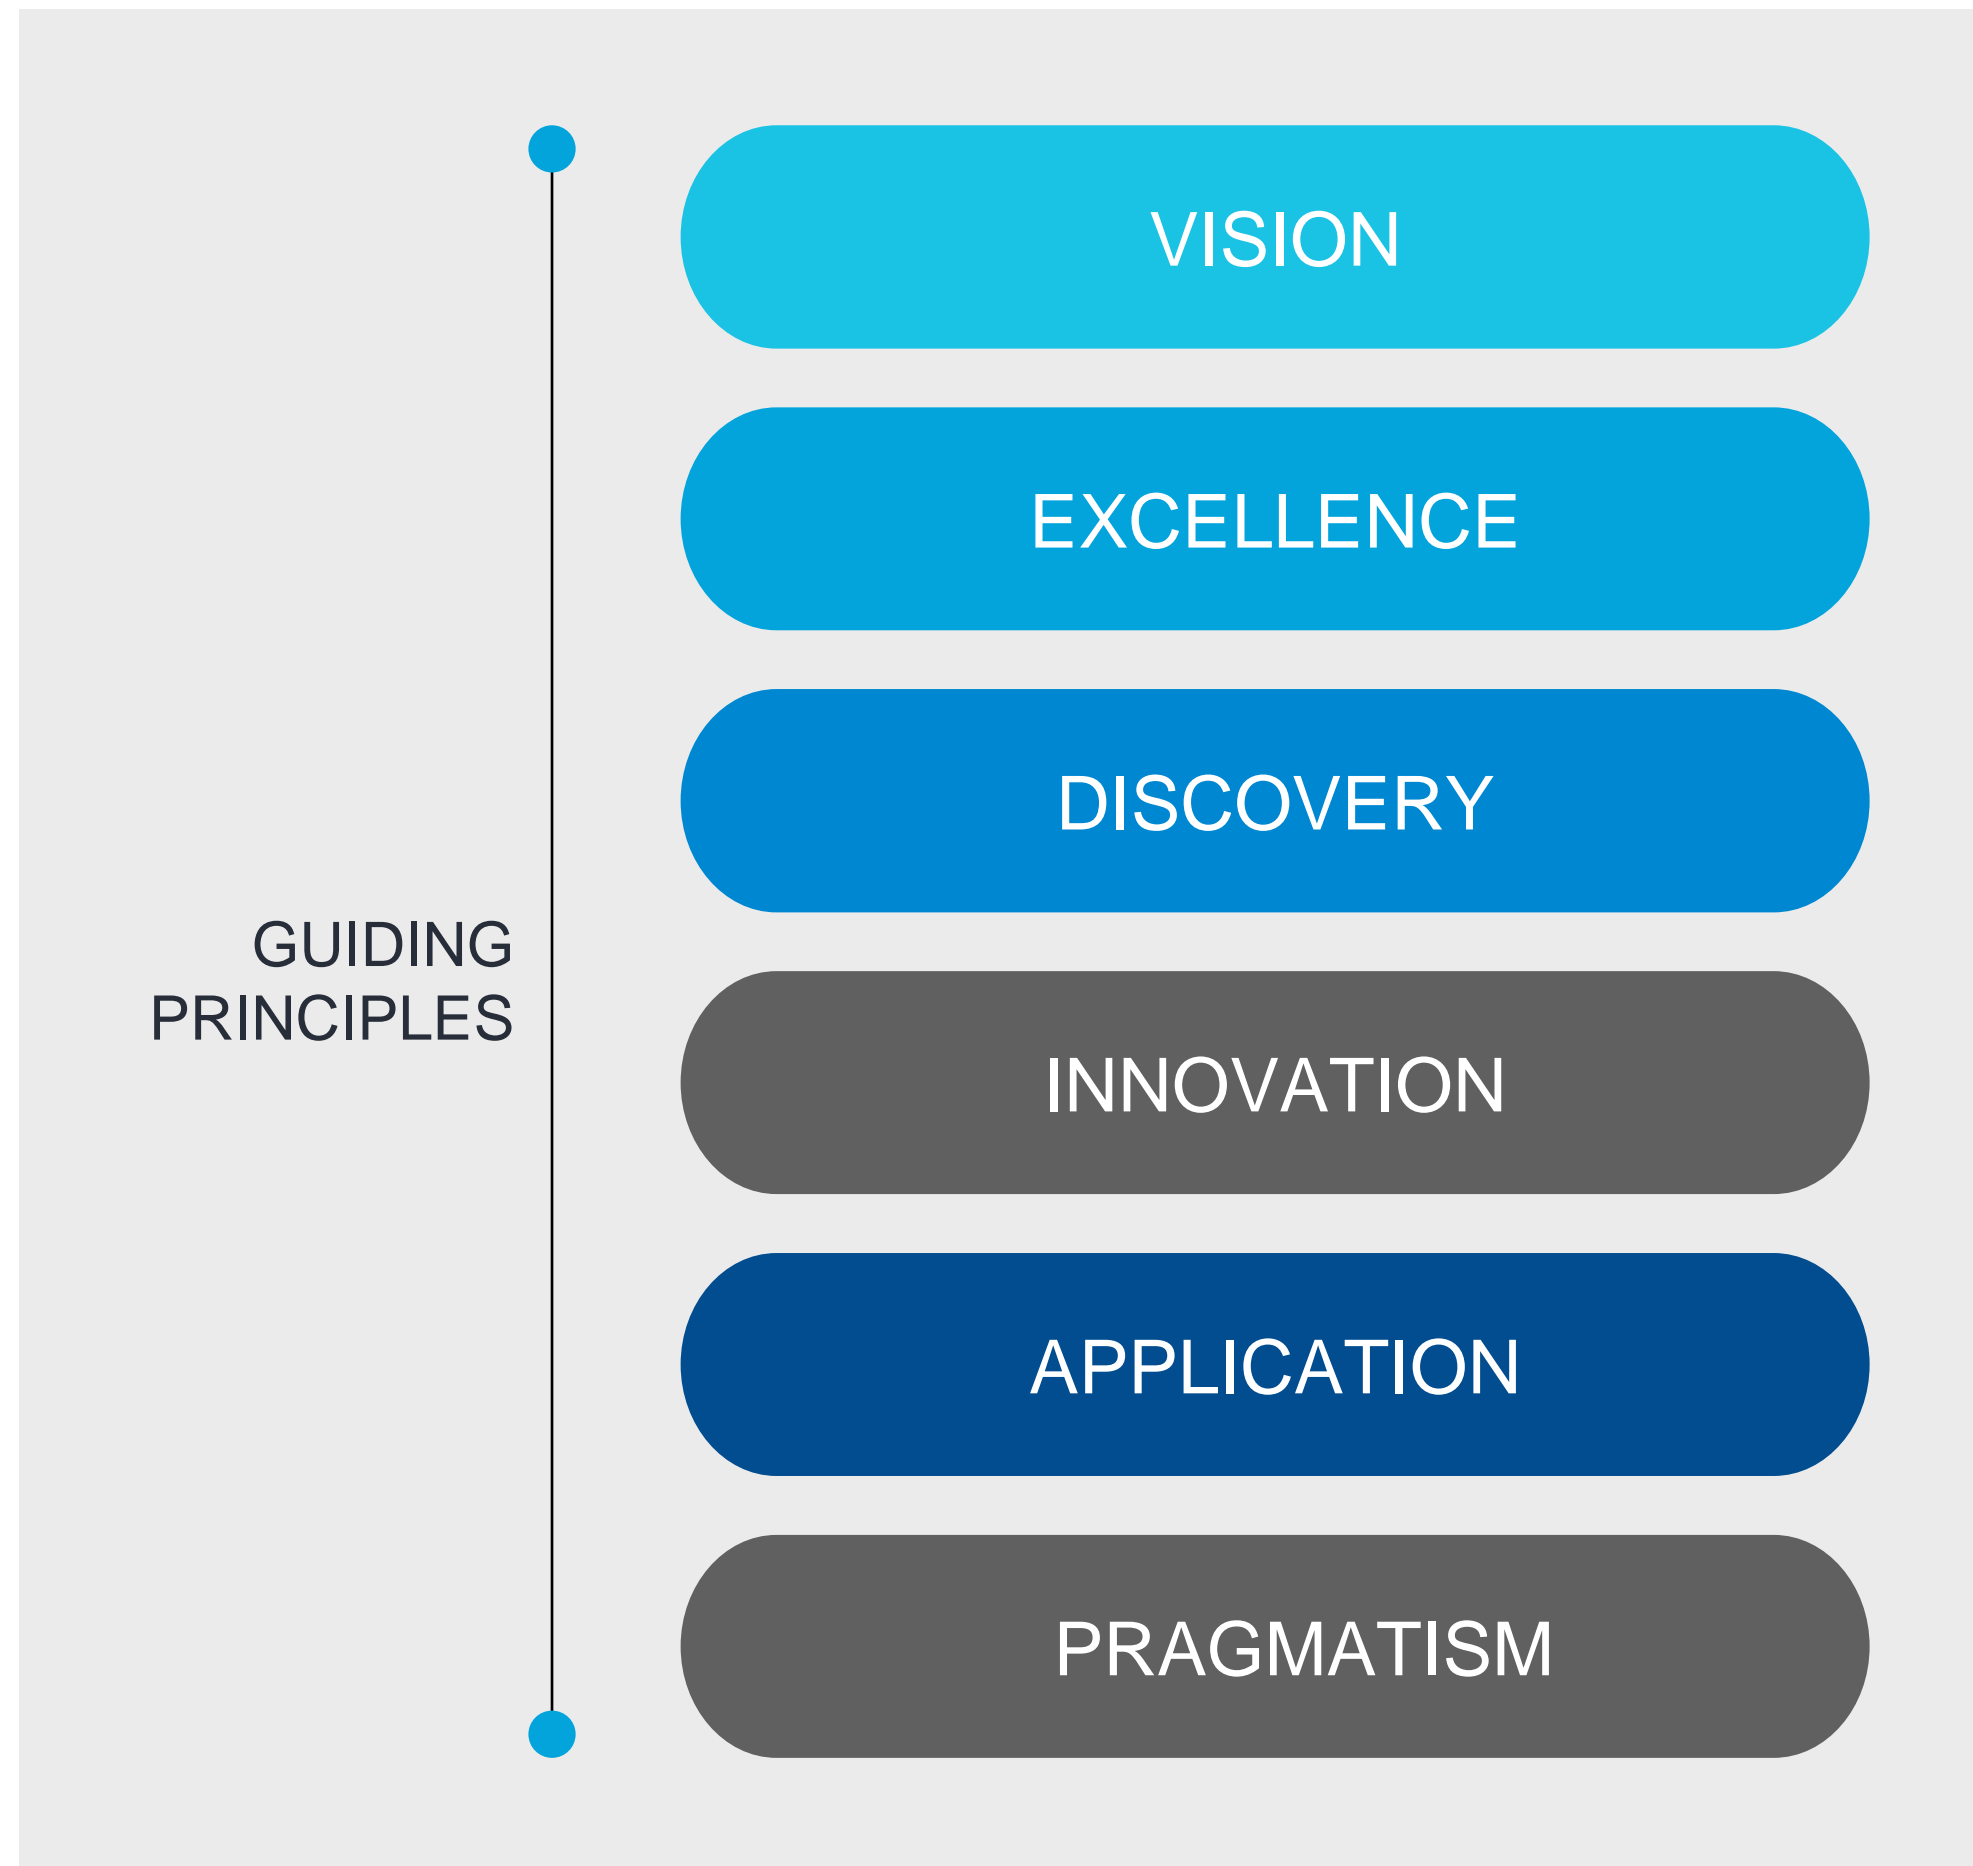 VISION
EXCELLENCE
DISCOVERY
GUIDING
PRINCIPLES
INNOVATION
APPLICATION
PRAGMATISM